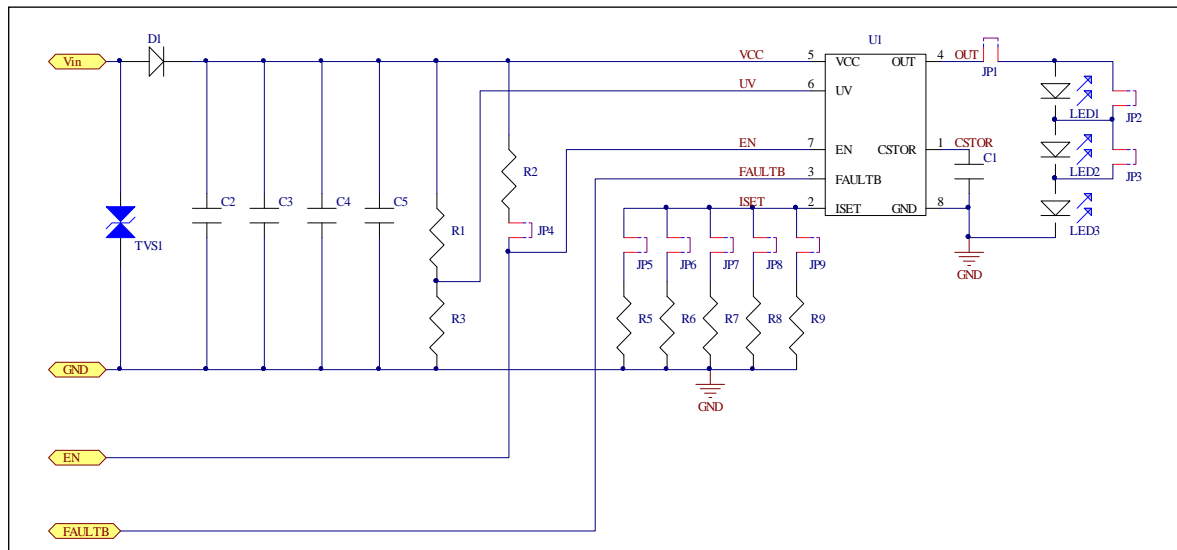 D1
U1
Vin
VCC 5 VCC OUT 4 OUT
JP1
UV 6 UV
LED1 JP2
EN 7 EN CSTOR 1 CSTOR
C1
R2
LED2 JP3
FAULTB 3 FAULTB
C2 C3 C4 C5
ISET 2 ISET GND 8
R1 JP4
LED3
TVS1
JP5 JP6 JP7 JP8 JP9
GND
R3 R5 R6 R7 R8 R9
GND
GND
EN
FAULTB